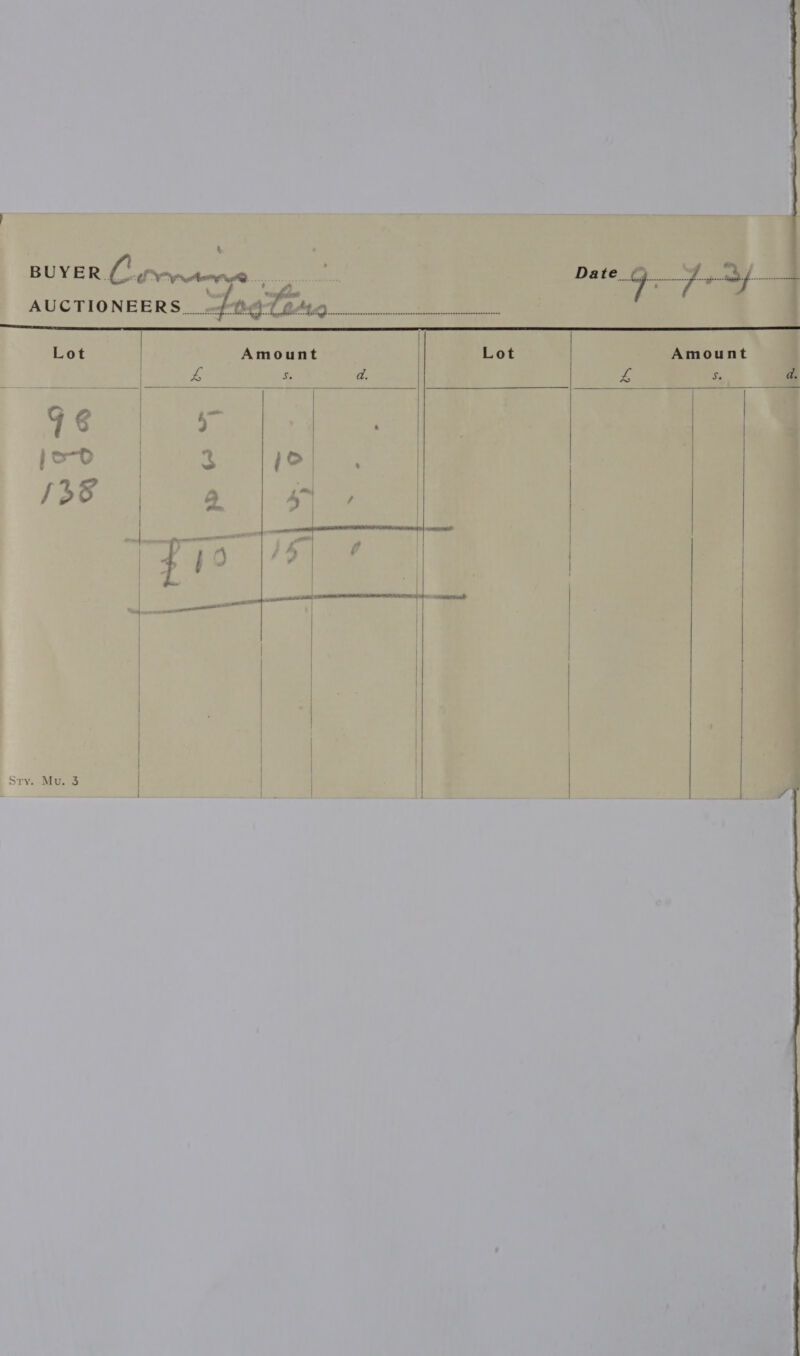 BUYER
Date 9.7.31
AUCTIONEERS
Lot Amount Lot Amount
£ s. d. £ s. d.
98 5 . .
100 3 10 .
138 2 5 ,
£10 15
Sty. Mu. 3